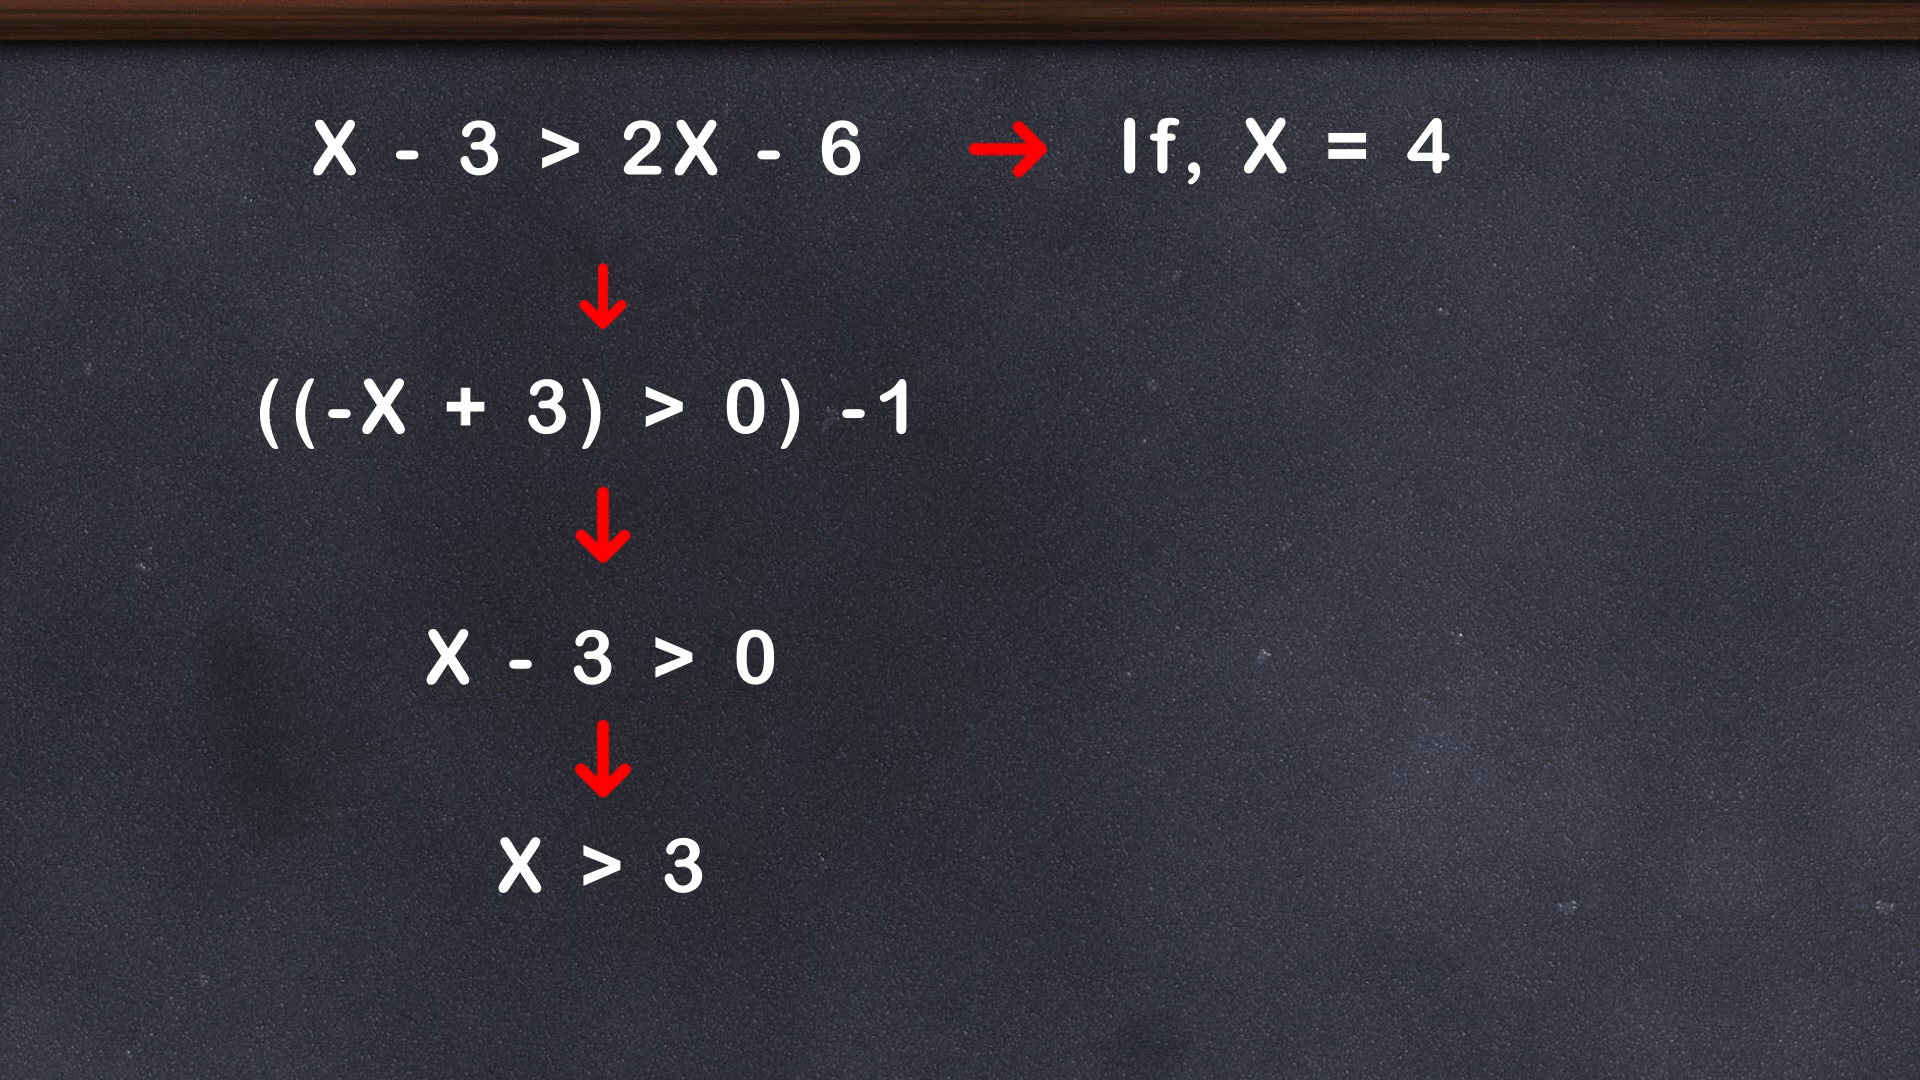 X - 3 > 2X - 6 → If, X = 4
↓
((-X + 3) > 0) -1
↓
X - 3 > 0
↓
X > 3